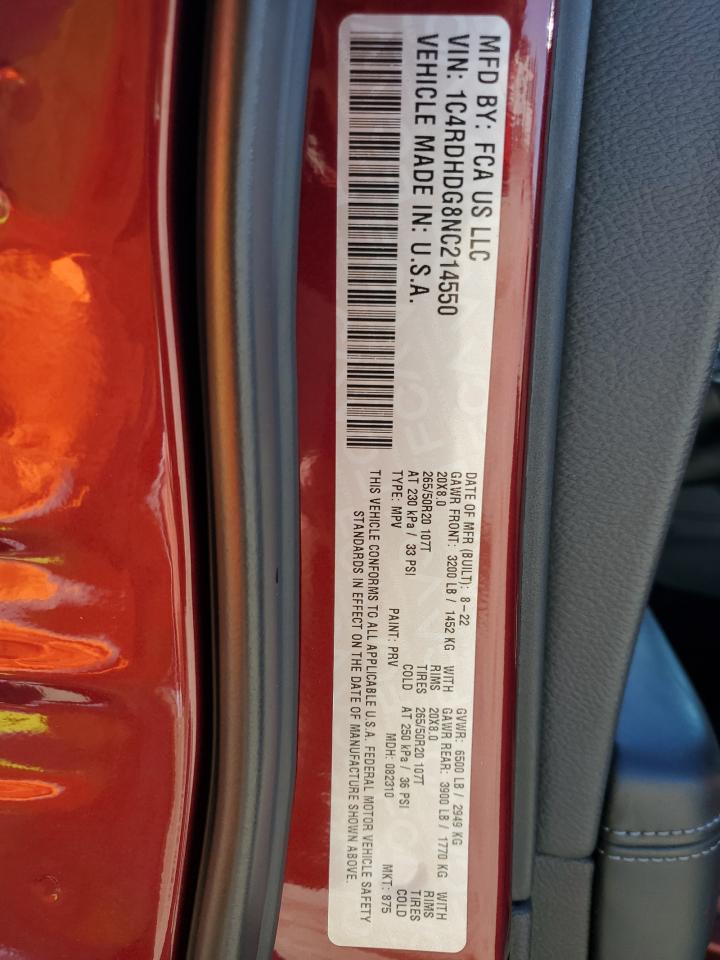 MFD BY: FCA US LLC
VIN: 1C4RDHDG8NC214550
VEHICLE MADE IN: U.S.A.
DATE OF MFR (BUILT): 8-22 GVWR: 6500 LB / 2949 KG
GAWR FRONT: 3200 LB / 1452 KG WITH GAWR REAR: 3900 LB / 1770 KG WITH
20X8.0 RIMS 20X8.0 RIMS
265/50R20 107T TIRES 265/50R20 107T TIRES
AT 230 kPa / 33 PSI COLD AT 250 kPa / 36 PSI COLD
TYPE: MPV PAINT: PRV MDH: 082310 MKT: 875
THIS VEHICLE CONFORMS TO ALL APPLICABLE U.S.A. FEDERAL MOTOR VEHICLE SAFETY
STANDARDS IN EFFECT ON THE DATE OF MANUFACTURE SHOWN ABOVE.